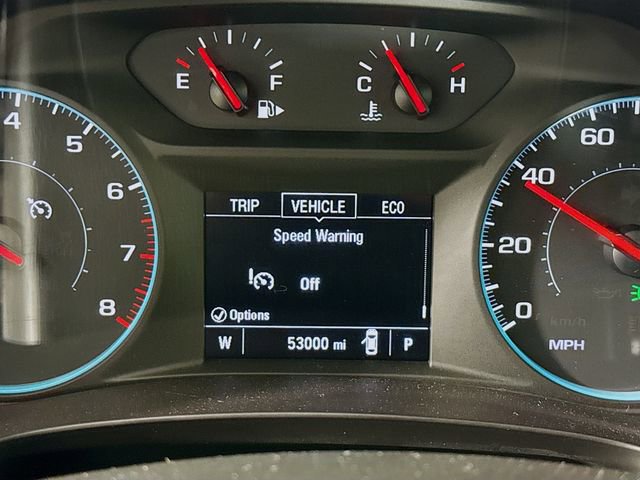 E F
C H
4
5
6
7
8
TRIP VEHICLE ECO
Speed Warning
Off
Options
W 53000 mi P
60
40
20
0
km/h
MPH